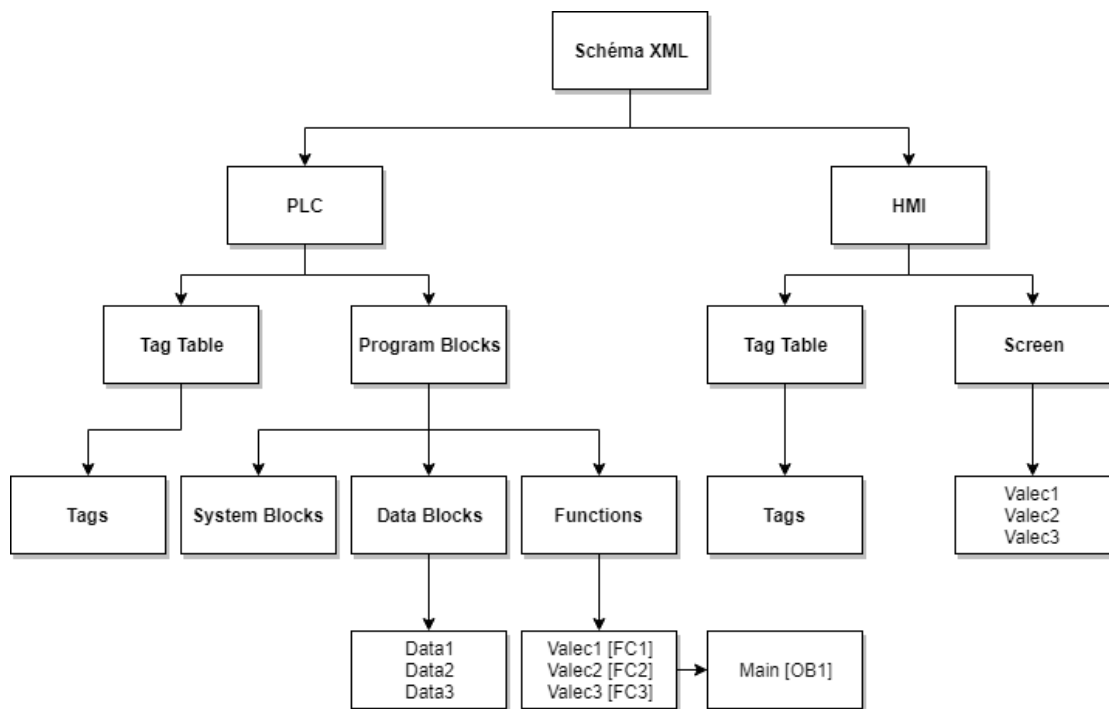 Schéma XML
PLC
HMI
Tag Table
Program Blocks
Tag Table
Screen
Tags
System Blocks
Data Blocks
Functions
Tags
Valec1
Valec2
Valec3
Data1
Data2
Data3
Valec1 [FC1]
Valec2 [FC2]
Valec3 [FC3]
Main [OB1]